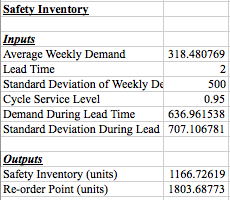 Safety Inventory
Inputs
Average Weekly Demand 318.480769
Lead Time 2
Standard Deviation of Weekly De 500
Cycle Service Level 0.95
Demand During Lead Time 636.961538
Standard Deviation During Lead 707.106781
Outputs
Safety Inventory (units) 1166.72619
Re-order Point (units) 1803.68773